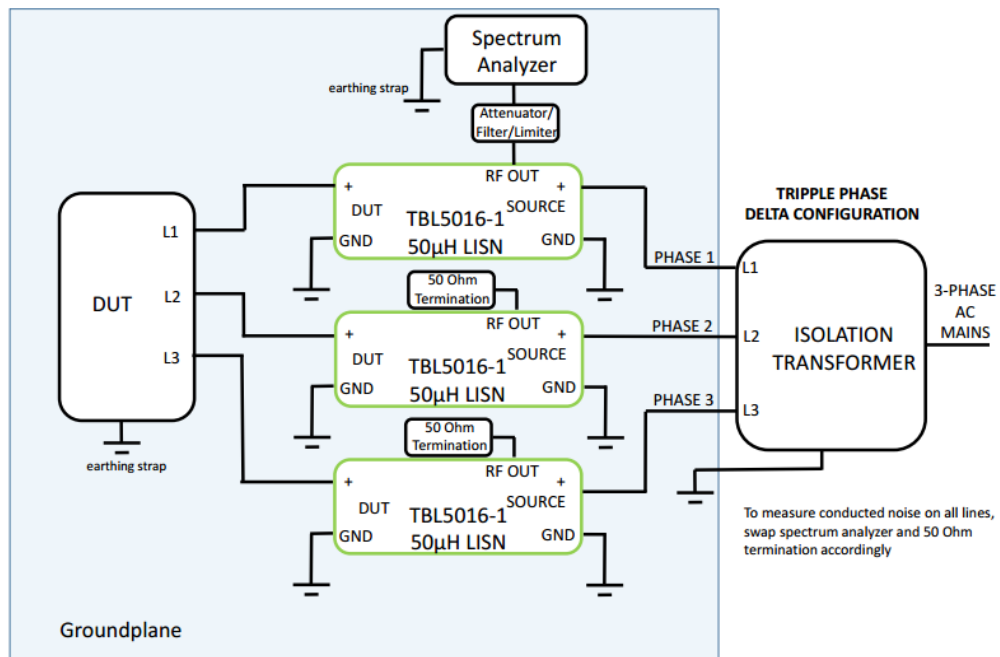 Spectrum
Analyzer
earthing strap
Attenuator/
Filter/Limiter
RF OUT
+
+
DUT
SOURCE
TBL5016-1
GND
GND
50µH LISN
50 Ohm
Termination
RF OUT
+
+
DUT
SOURCE
TBL5016-1
GND
GND
50µH LISN
50 Ohm
Termination
RF OUT
+
+
DUT
SOURCE
TBL5016-1
GND
GND
50µH LISN
L1
L2
DUT
L3
earthing strap
Groundplane
PHASE 1
PHASE 2
PHASE 3
TRIPPLE PHASE
DELTA CONFIGURATION
L1
L2
L3
ISOLATION
TRANSFORMER
3-PHASE
AC
MAINS
To measure conducted noise on all lines,
swap spectrum analyzer and 50 Ohm
termination accordingly